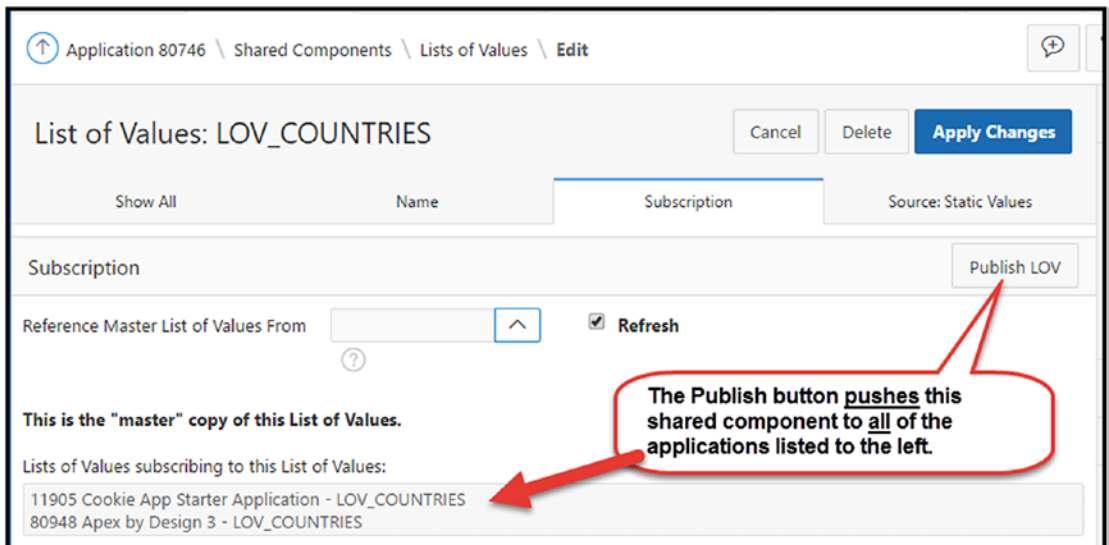 Application 80746 \ Shared Components \ Lists of Values \ Edit
List of Values: LOV_COUNTRIES
Cancel
Delete
Apply Changes
Show All
Name
Subscription
Source: Static Values
Subscription
Publish LOV
Reference Master List of Values From
Refresh
?
The Publish button pushes this
shared component to all of the
applications listed to the left.
This is the "master" copy of this List of Values.
Lists of Values subscribing to this List of Values:
11905 Cookie App Starter Application - LOV_COUNTRIES
80948 Apex by Design 3 - LOV_COUNTRIES